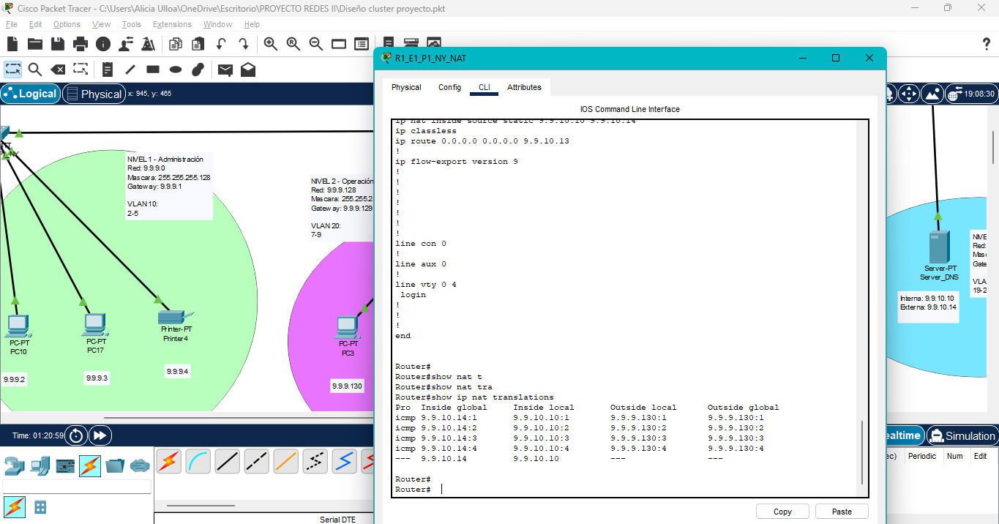 Cisco Packet Tracer - C:\Users\Alicia Ulloa\OneDrive\Escritorio\PROYECTO REDES II\Diseño cluster proyecto.pkt
File Edit Options View Tools Extensions Window Help
Logical Physical x: 945, y: 465
19:08:30
NIVEL 1 - Administración
Red: 9.9.9.0
Mascara: 255.255.255.128
Gateway: 9.9.9.1
VLAN 10:
2-5
NIVEL 2 - Operación
Red: 9.9.9.128
Mascara: 255.255.2
Gateway: 9.9.9.129
VLAN 20:
7-9
PC-PT
PC10
9.9.9.2
PC-PT
PC17
9.9.9.3
Printer-PT
Printer4
9.9.9.4
PC-PT
PC3
9.9.9.130
R1_E1_P1_NY_NAT
Physical Config CLI Attributes
IOS Command Line Interface
ip nat inside source static 9.9.10.10 9.9.10.14
ip classless
ip route 0.0.0.0 0.0.0.0 9.9.10.13
!
ip flow-export version 9
!
!
!
!
!
!
!
line con 0
!
line aux 0
!
line vty 0 4
login
!
!
!
end
Router#
Router#show nat t
Router#show nat tra
Router#show ip nat translations
Pro Inside global Inside local Outside local Outside global
icmp 9.9.10.14:1 9.9.10.10:1 9.9.9.130:1 9.9.9.130:1
icmp 9.9.10.14:2 9.9.10.10:2 9.9.9.130:2 9.9.9.130:2
icmp 9.9.10.14:3 9.9.10.10:3 9.9.9.130:3 9.9.9.130:3
icmp 9.9.10.14:4 9.9.10.10:4 9.9.9.130:4 9.9.9.130:4
--- 9.9.10.14 9.9.10.10 --- ---
Router#
Router#
Copy Paste
Server-PT
Server_DNS
Interna: 9.9.10.10
Externa: 9.9.10.14
NIVE
Red:
Mas
Gate
VLA
19-2
Time: 01:20:59
ealtime Simulation
ec) Periodic Num Edit
Serial DTE